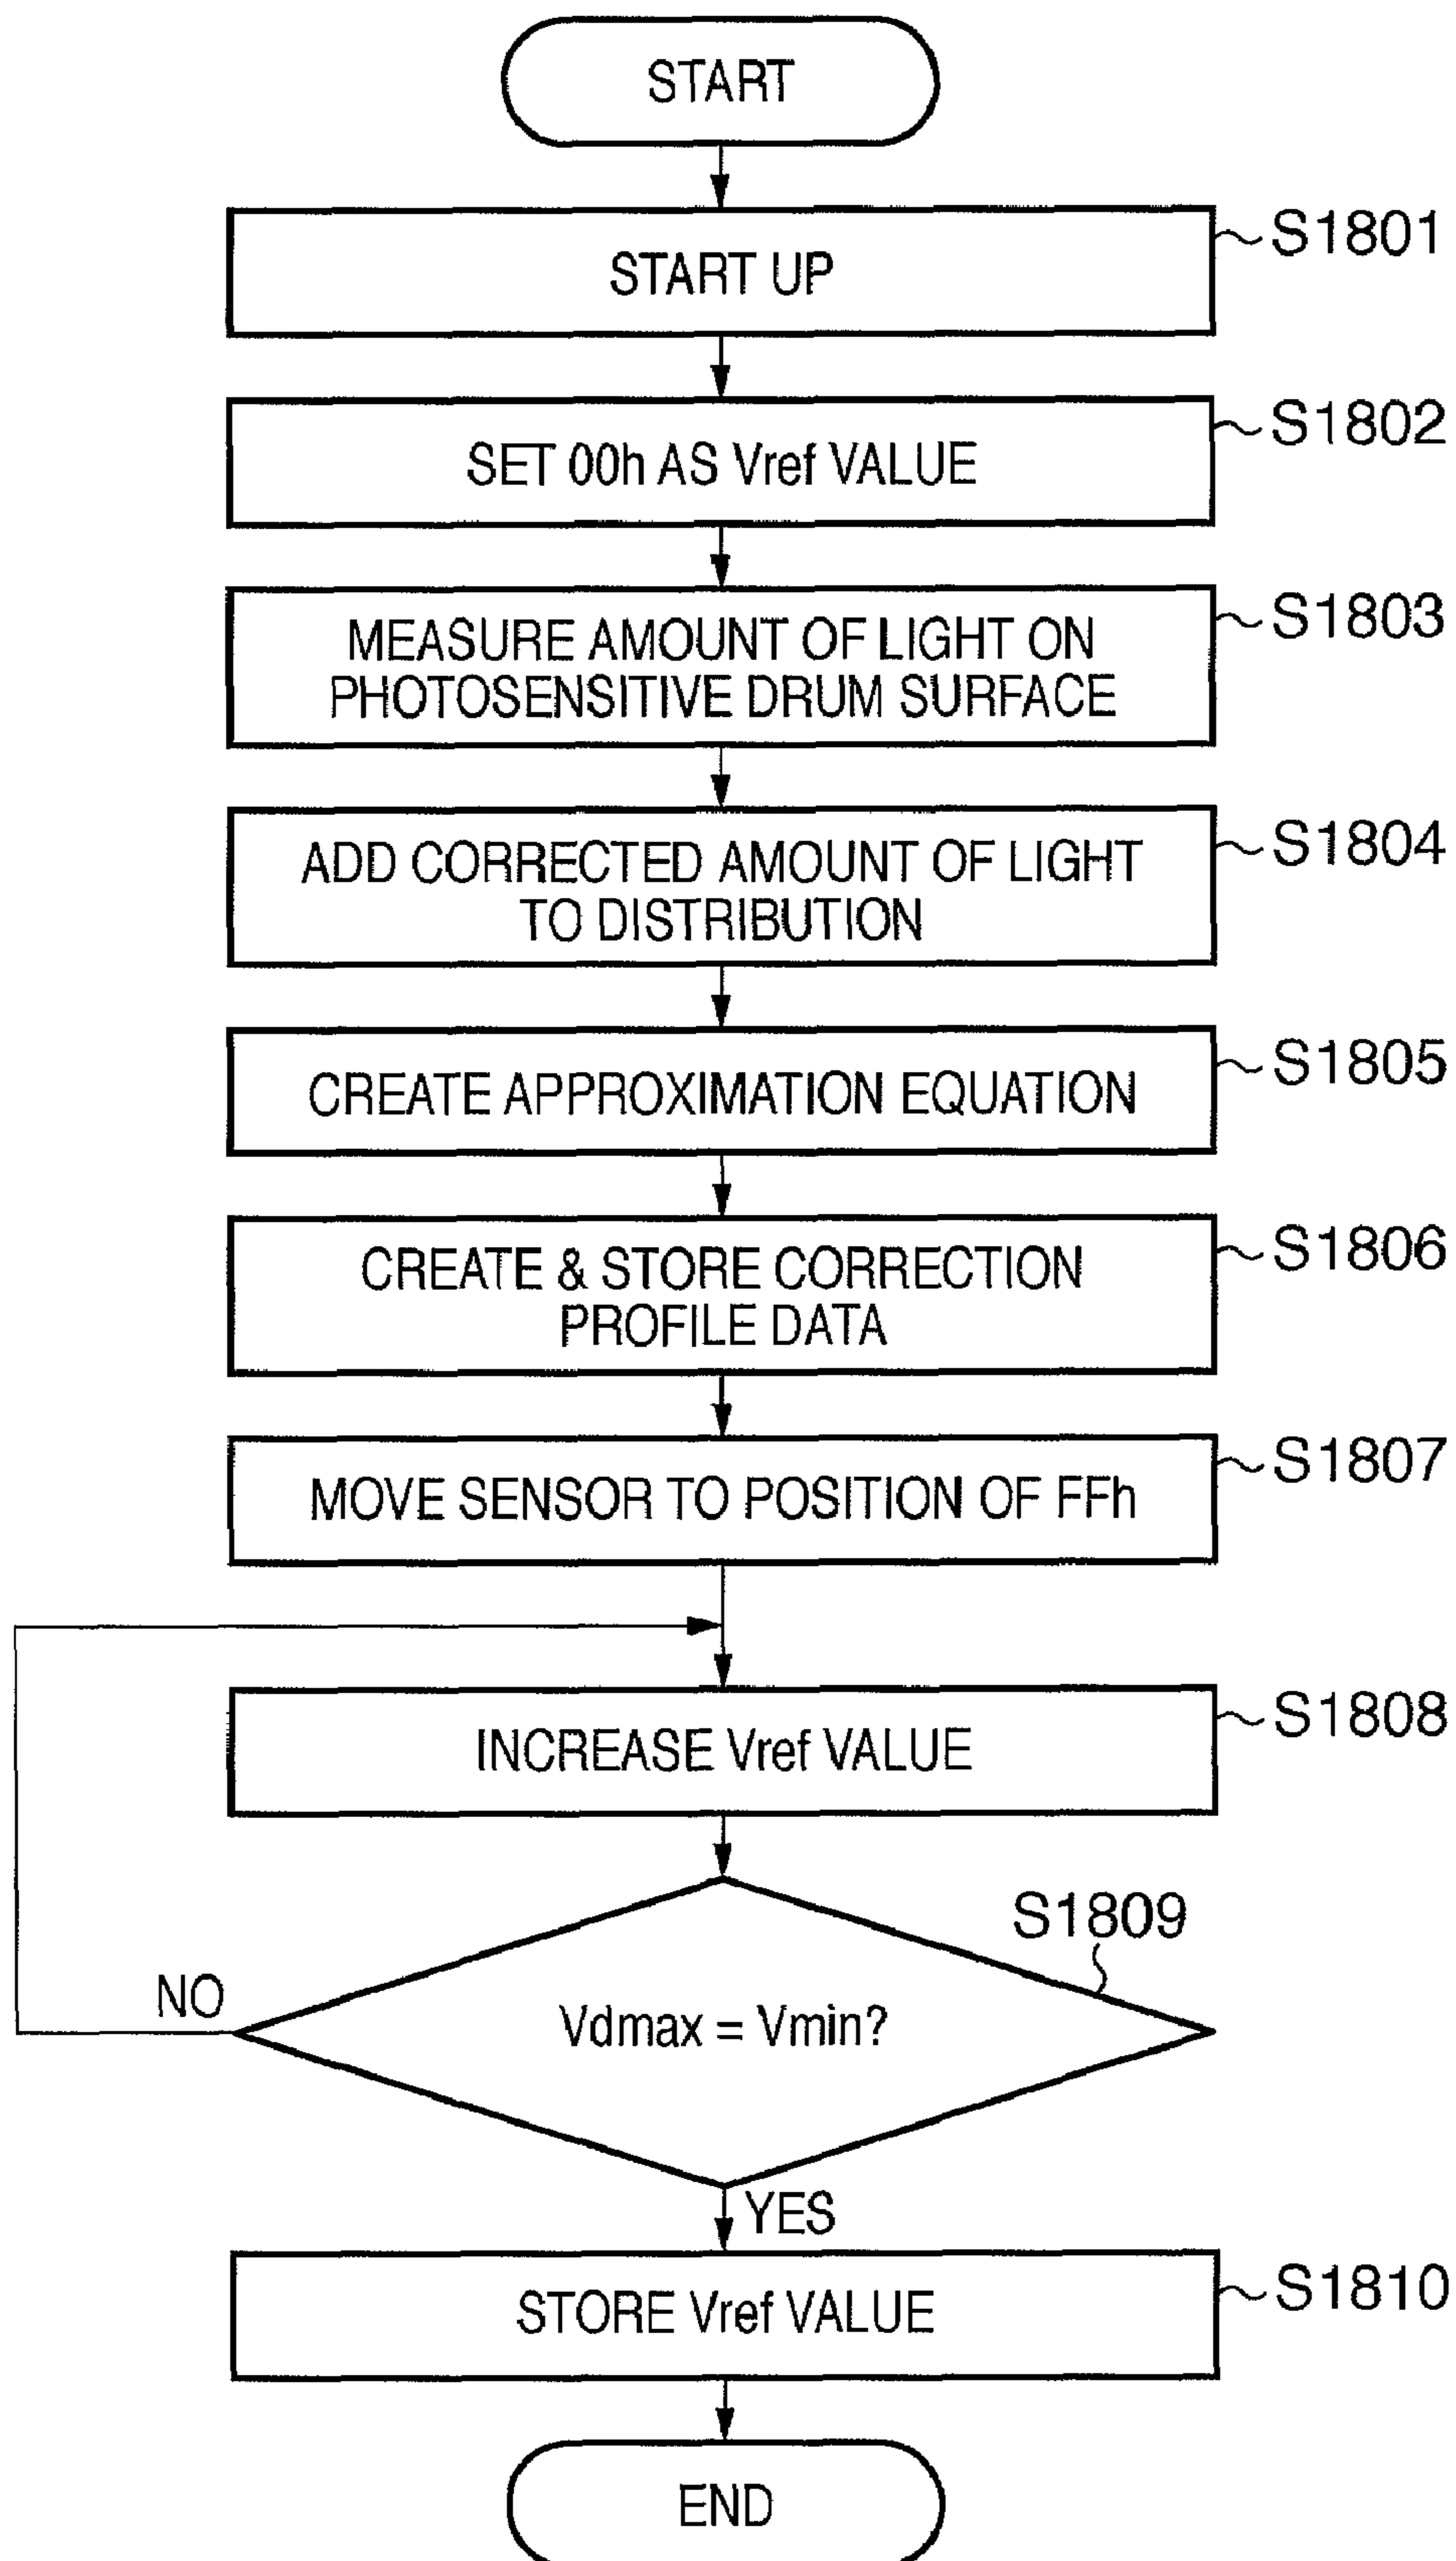 START
START UP
S1801
SET 00h AS Vref VALUE
S1802
MEASURE AMOUNT OF LIGHT ON
PHOTOSENSITIVE DRUM SURFACE
S1803
ADD CORRECTED AMOUNT OF LIGHT
TO DISTRIBUTION
S1804
CREATE APPROXIMATION EQUATION
S1805
CREATE & STORE CORRECTION
PROFILE DATA
S1806
MOVE SENSOR TO POSITION OF FFh
S1807
INCREASE Vref VALUE
S1808
S1809
NO
Vdmax = Vmin?
YES
STORE Vref VALUE
S1810
END